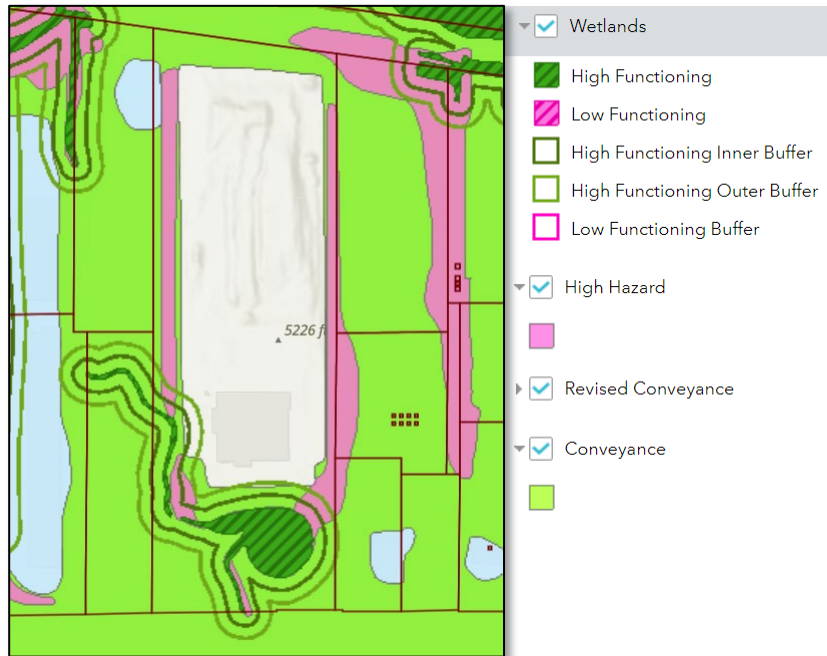 Wetlands
High Functioning
Low Functioning
High Functioning Inner Buffer
High Functioning Outer Buffer
Low Functioning Buffer
High Hazard
5226 f
Revised Conveyance
Conveyance